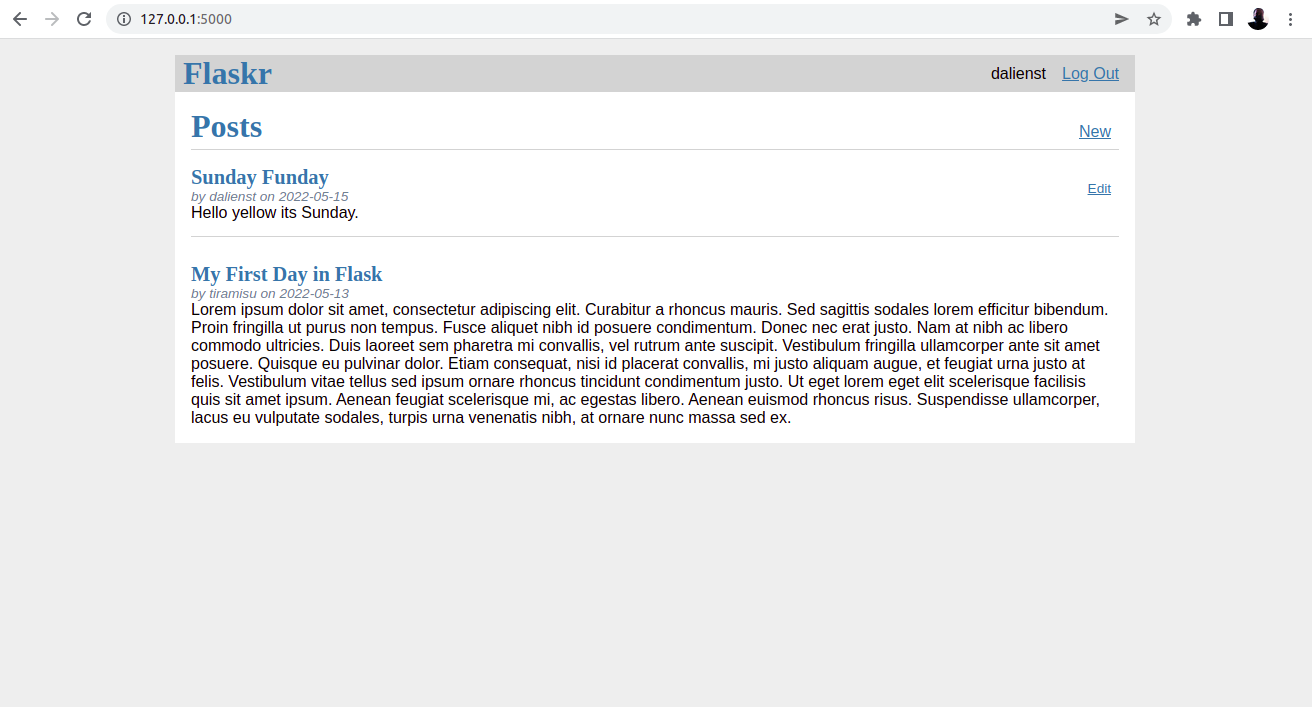 127.0.0.1:5000
Flaskr
dalienst Log Out
Posts
New
Sunday Funday
by dalienst on 2022-05-15
Edit
Hello yellow its Sunday.
My First Day in Flask
by tiramisu on 2022-05-13
Lorem ipsum dolor sit amet, consectetur adipiscing elit. Curabitur a rhoncus mauris. Sed sagittis sodales lorem efficitur bibendum.
Proin fringilla ut purus non tempus. Fusce aliquet nibh id posuere condimentum. Donec nec erat justo. Nam at nibh ac libero
commodo ultricies. Duis laoreet sem pharetra mi convallis, vel rutrum ante suscipit. Vestibulum fringilla ullamcorper ante sit amet
posuere. Quisque eu pulvinar dolor. Etiam consequat, nisi id placerat convallis, mi justo aliquam augue, et feugiat urna justo at
felis. Vestibulum vitae tellus sed ipsum ornare rhoncus tincidunt condimentum justo. Ut eget lorem eget elit scelerisque facilisis
quis sit amet ipsum. Aenean feugiat scelerisque mi, ac egestas libero. Aenean euismod rhoncus risus. Suspendisse ullamcorper,
lacus eu vulputate sodales, turpis urna venenatis nibh, at ornare nunc massa sed ex.